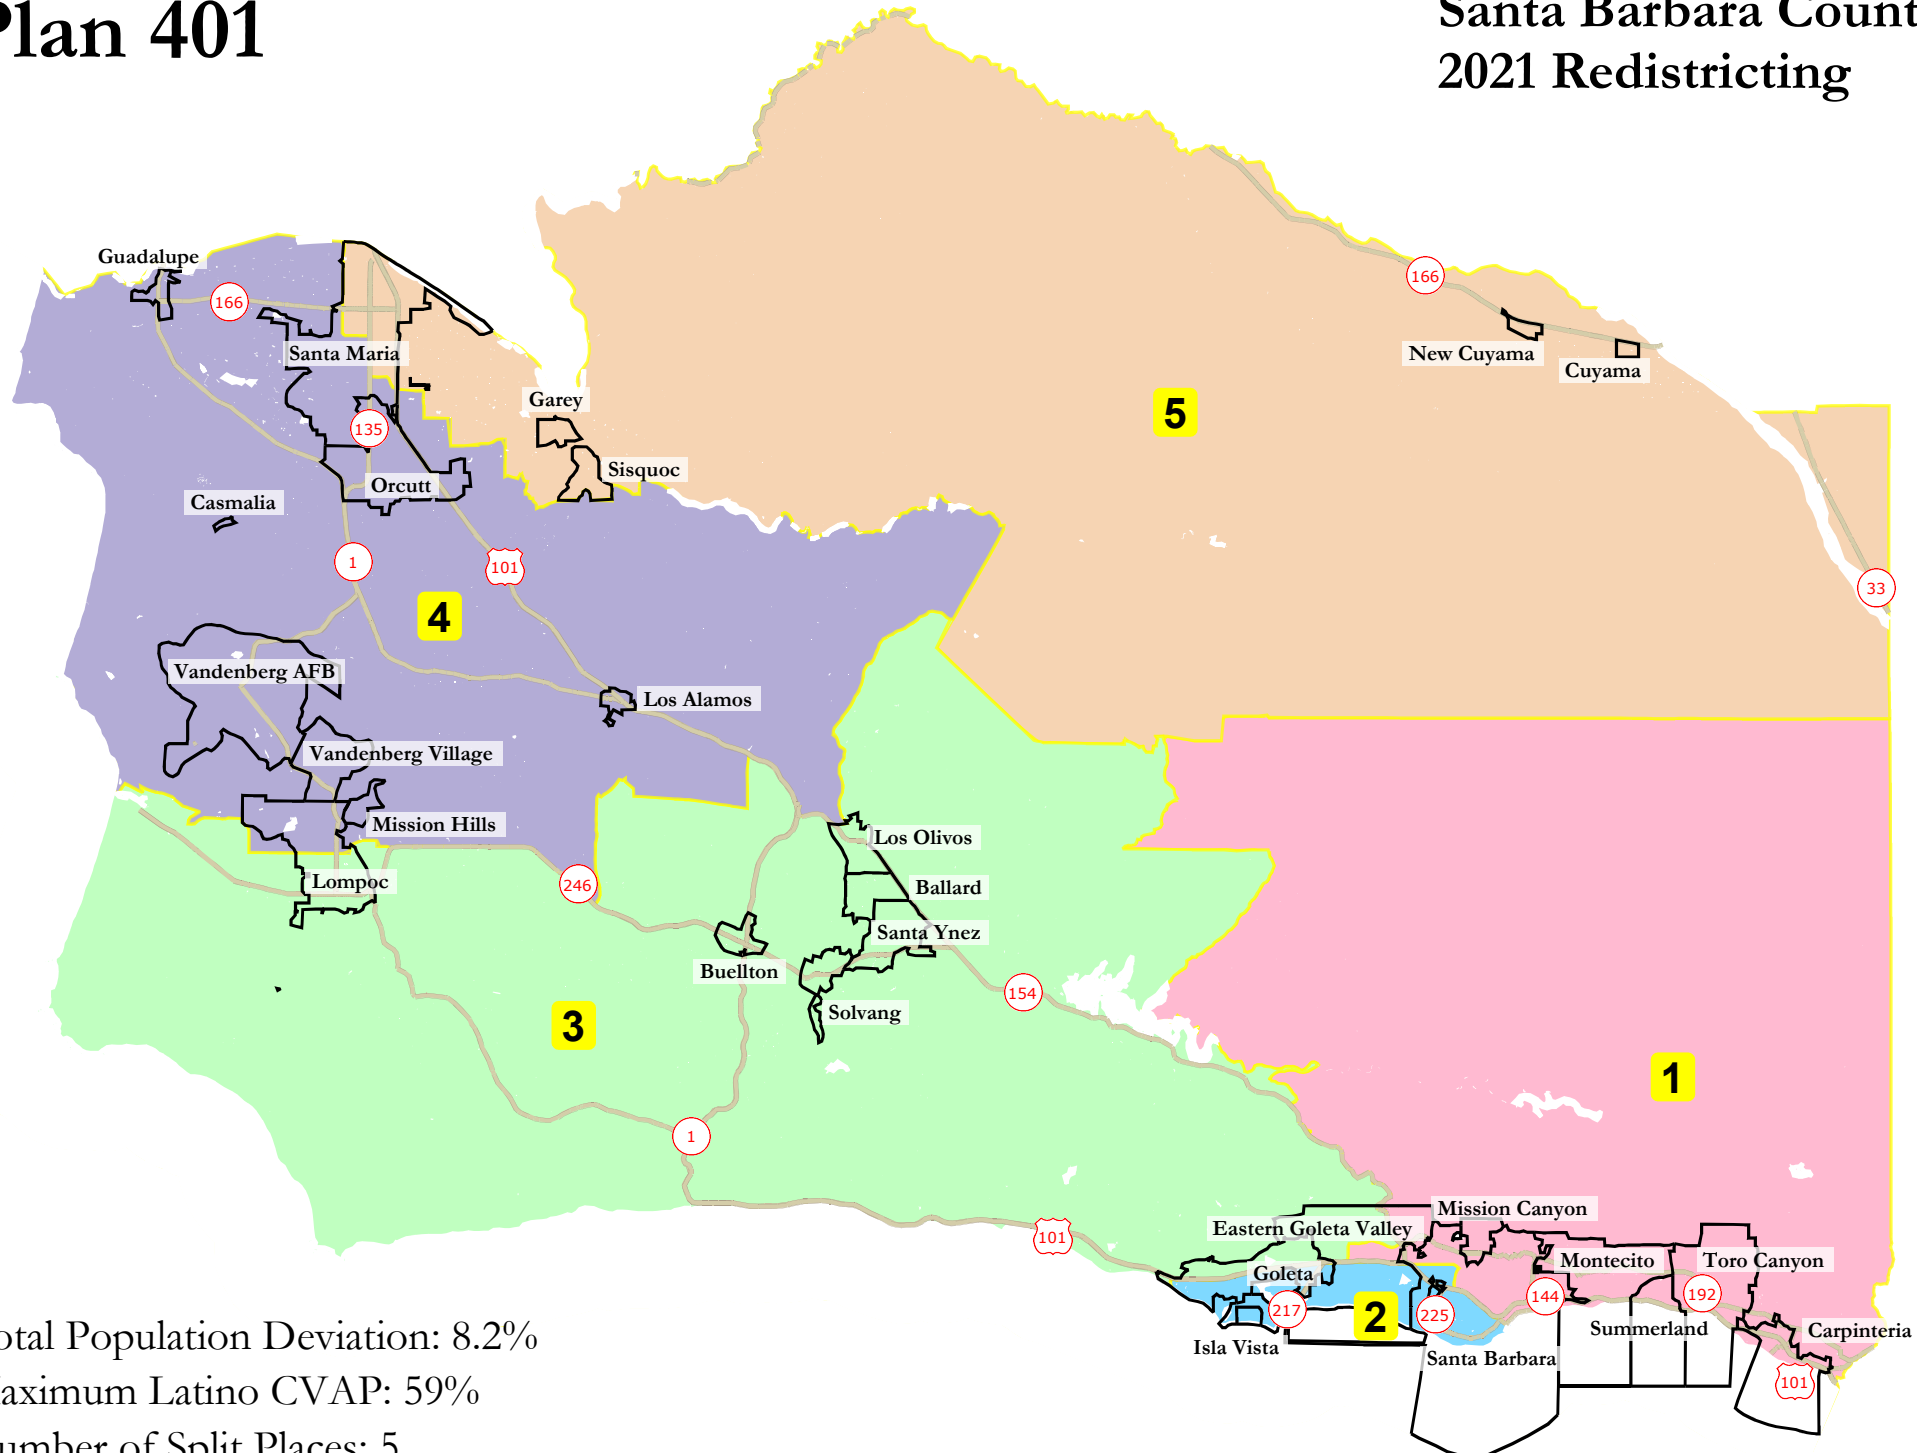 Plan 401
Santa Barbara Count
2021 Redistricting
Guadalupe
166
Santa Maria
135
Garey
Sisquoc
Orcutt
Casmalia
1
101
4
5
166
New Cuyama
Cuyama
33
Vandenberg AFB
Los Alamos
Vandenberg Village
Mission Hills
Lompoc
246
Los Olivos
Ballard
Santa Ynez
Buellton
Solvang
154
3
1
1
101
Mission Canyon
Eastern Goleta Valley
Goleta
Montecito
Toro Canyon
217
2
225
144
192
Isla Vista
Santa Barbara
Summerland
Carpinteria
101
otal Population Deviation: 8.2%
aximum Latino CVAP: 59%
umber of Split Places: 5